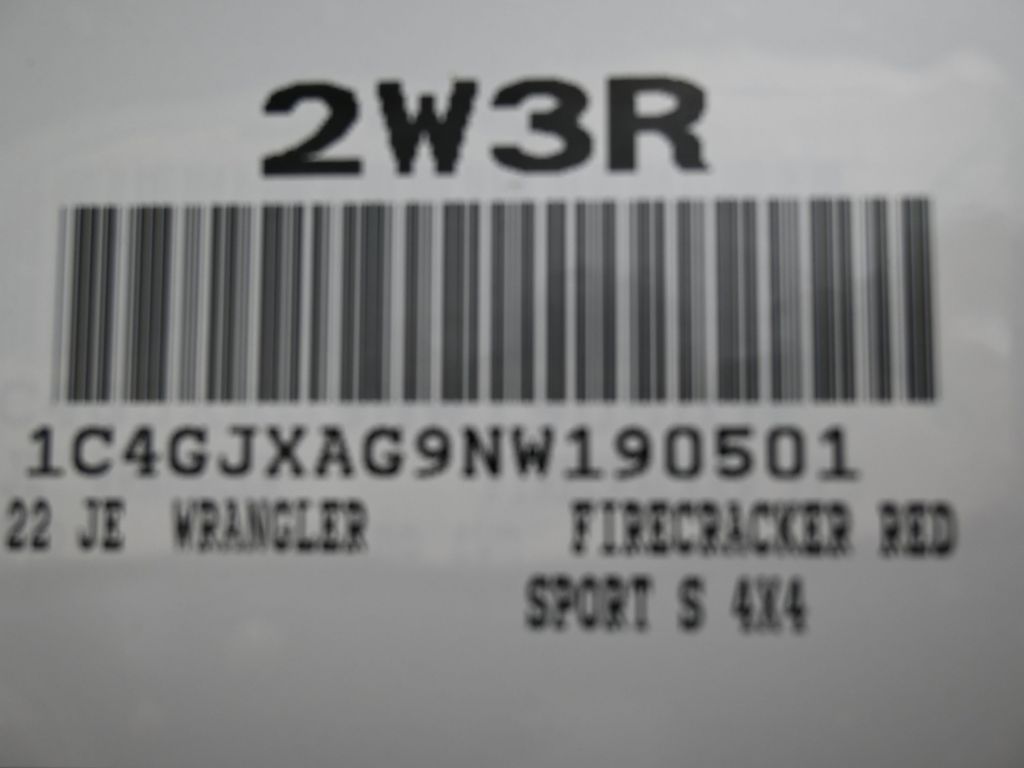 2W3R
1C4GJXAG9NW190501
22 JE WRANGLER FIRECRACKER RED
SPORT S 4X4